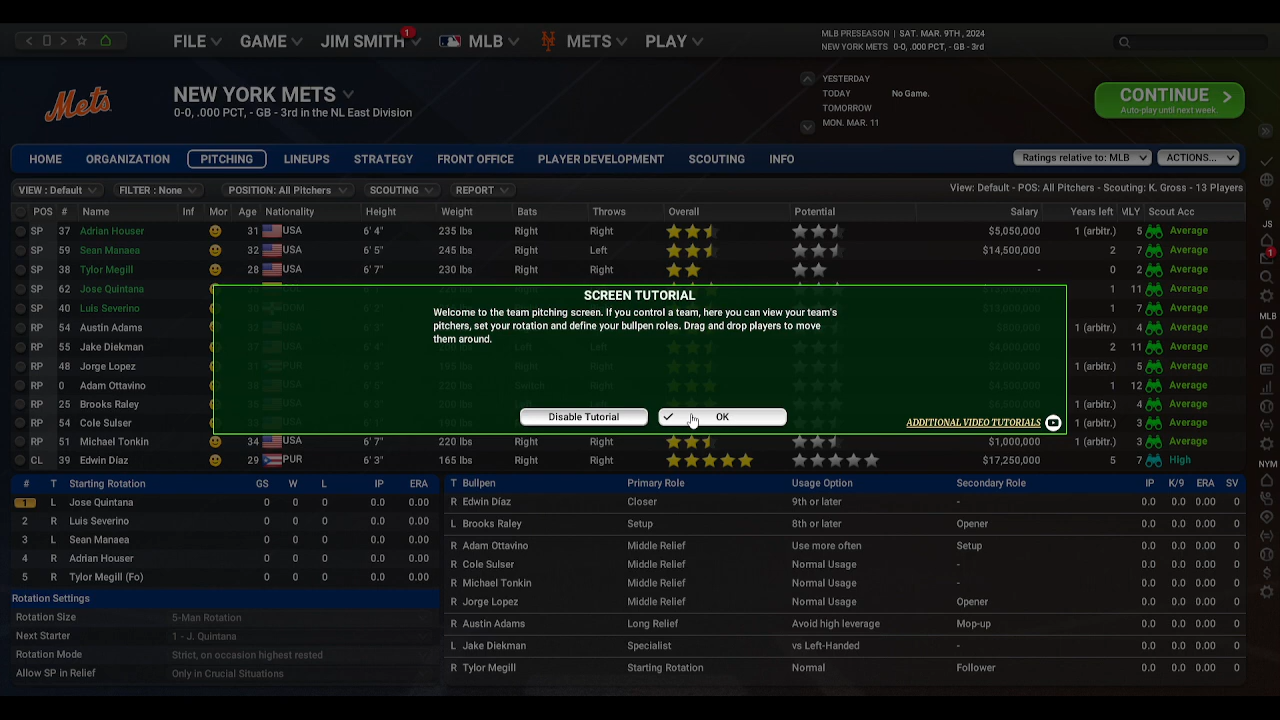 FILE GAME JIM SMITH 1 MLB METS PLAY
MLB PRESEASON | SAT. MAR. 9TH , 2024
NEW YORK METS 0-0, .000 PCT, - GB - 3rd
Mets
NEW YORK METS
0-0, .000 PCT, - GB - 3rd in the NL East Division
YESTERDAY
TODAY No Game.
TOMORROW
MON. MAR. 11
CONTINUE
Auto-play until next week
HOME ORGANIZATION PITCHING LINEUPS STRATEGY FRONT OFFICE PLAYER DEVELOPMENT SCOUTING INFO Ratings relative to: MLB ACTIONS...
VIEW : Default FILTER : None POSITION: All Pitchers SCOUTING REPORT View: Default - POS: All Pitchers - Scouting: K. Gross - 13 Players
POS # Name Inf Mor Age Nationality Height Weight Bats Throws Overall Potential Salary Years left MLY Scout Acc
SP 37 Adrian Houser 31 USA 6' 4" 235 lbs Right Right $5,050,000 1 (arbitr.) 5 Average
SP 59 Sean Manaea 32 USA 6' 5" 245 lbs Right Left $14,500,000 2 7 Average
SP 38 Tylor Megill 28 USA 6' 7" 230 lbs Right Right - 0 2 Average
SP 62 Jose Quintana 1 8 Average
SP 40 Luis Severino 1 7 Average
RP 54 Austin Adams 1 (arbitr.) 4 Average
RP 55 Jake Diekman 2 11 Average
RP 48 Jorge Lopez 1 (arbitr.) 7 Average
RP 0 Adam Ottavino 1 12 Average
RP 25 Brooks Raley 1 (arbitr.) 4 Average
RP 54 Cole Sulser 1 (arbitr.) 3 Average
RP 51 Michael Tonkin 34 USA 6' 7" 220 lbs Right Right $1,000,000 1 (arbitr.) 3 Average
CL 39 Edwin Díaz 29 PUR 6' 3" 165 lbs Right Right $17,250,000 5 7 High
SCREEN TUTORIAL
Welcome to the team pitching screen. If you control a team, here you can view your team's
pitchers, set your rotation and define your bullpen roles. Drag and drop players to move
them around.
Disable Tutorial OK
ADDITIONAL VIDEO TUTORIALS
# T Starting Rotation GS W L IP ERA
1 L Jose Quintana 0 0 0 0.0 0.00
2 R Luis Severino 0 0 0 0.0 0.00
3 L Sean Manaea 0 0 0 0.0 0.00
4 R Adrian Houser 0 0 0 0.0 0.00
5 R Tylor Megill (Fo) 0 0 0 0.0 0.00
Rotation Settings
Rotation Size 5-Man Rotation
Next Starter 1 - J. Quintana
Rotation Mode Strict, on occasion highest rested
Allow SP in Relief Only in Crucial Situations
T Bullpen Primary Role Usage Option Secondary Role IP K/9 ERA SV
R Edwin Díaz Closer 9th or later - 0.0 0.0 0.00 0
L Brooks Raley Setup 8th or later Opener 0.0 0.0 0.00 0
R Adam Ottavino Middle Relief Use more often Setup 0.0 0.0 0.00 0
R Cole Sulser Middle Relief Normal Usage - 0.0 0.0 0.00 0
R Michael Tonkin Middle Relief Normal Usage - 0.0 0.0 0.00 0
R Jorge Lopez Middle Relief Normal Usage Opener 0.0 0.0 0.00 0
R Austin Adams Long Relief Avoid high leverage Mop-up 0.0 0.0 0.00 0
L Jake Diekman Specialist vs Left-Handed - 0.0 0.0 0.00 0
R Tylor Megill Starting Rotation Normal Follower 0.0 0.0 0.00 0
JS
1
MLB
NYM